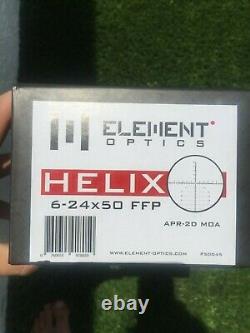 ELEMENT
OPTICS
HELIX
6-24x50 FFP
APR-2D MOA
WWW.ELEMENT-OPTICS.COM